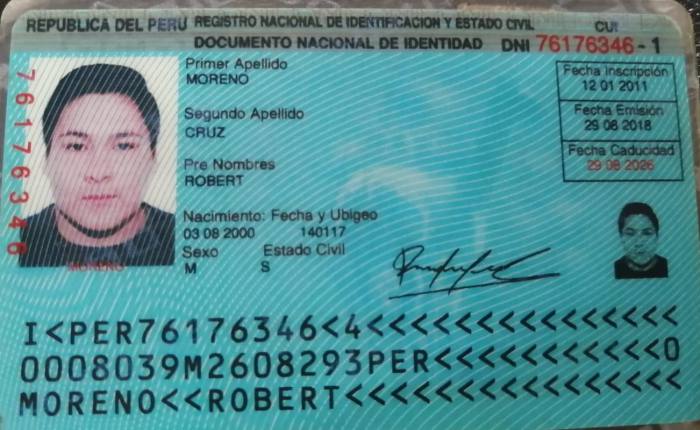 REPUBLICA DEL PERU REGISTRO NACIONAL DE IDENTIFICACION Y ESTADO CIVIL CUI
DOCUMENTO NACIONAL DE IDENTIDAD DNI 76176346 - 1
76176346
Primer Apellido
MORENO
Segundo Apellido
CRUZ
Pre Nombres
ROBERT
Nacimiento: Fecha y Ubigeo
03 08 2000 140117
Sexo Estado Civil
M S
Fecha Inscripción
12 01 2011
Fecha Emisión
29 08 2018
Fecha Caducidad
29 08 2026
MORENO
I<PER76176346<4<<<<<<<<<<<<<<<
0008039M2608293PER<<<<<<<<<<<0
MORENO<<ROBERT<<<<<<<<<<<<<<<<